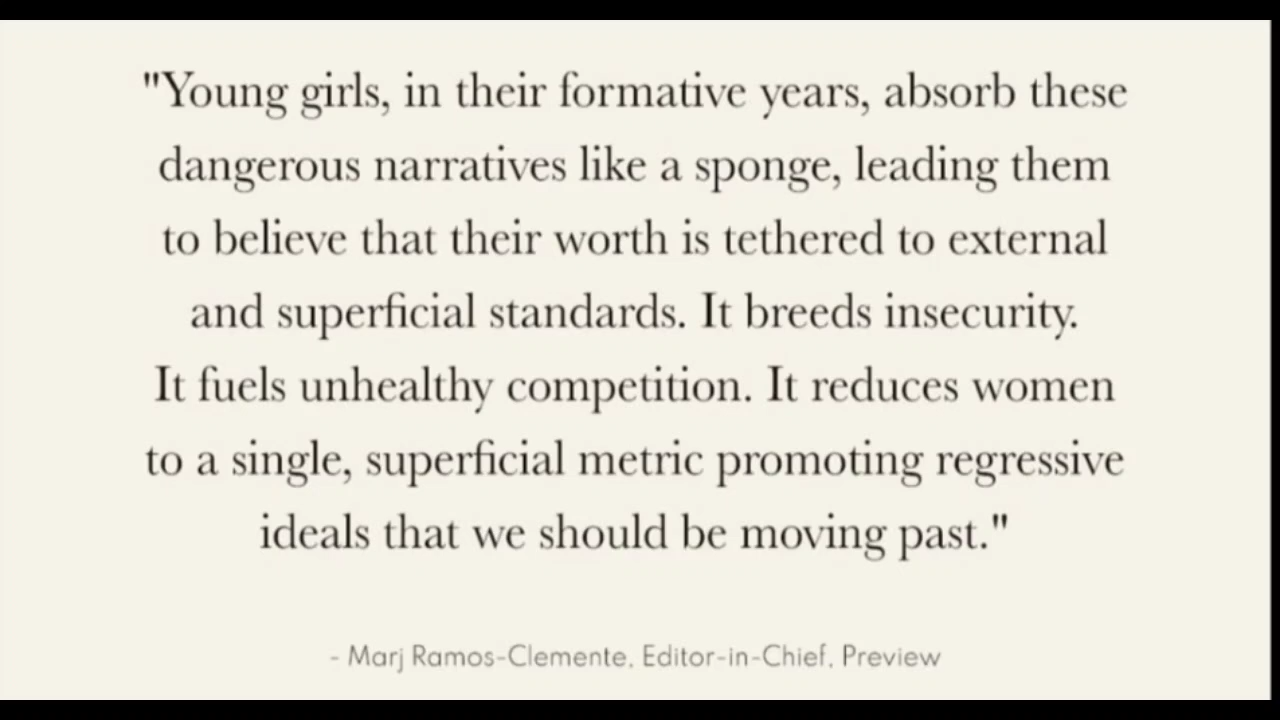 "Young girls, in their formative years, absorb these
dangerous narratives like a sponge, leading them
to believe that their worth is tethered to external
and superficial standards. It breeds insecurity.
It fuels unhealthy competition. It reduces women
to a single, superficial metric promoting regressive
ideals that we should be moving past."
- Marj Ramos-Clemente, Editor-in-Chief, Preview